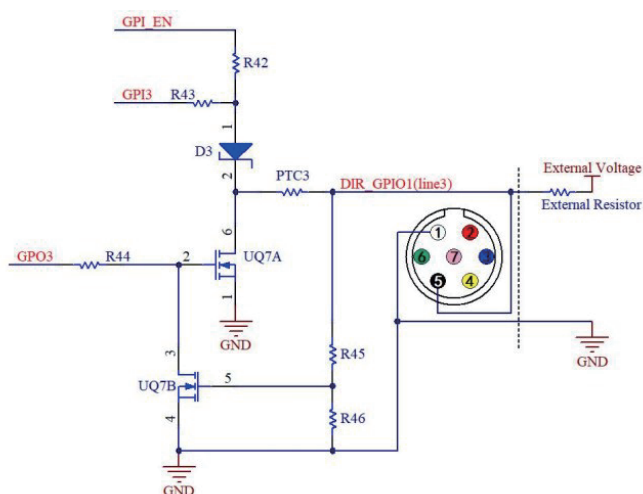 GPI_EN
R42
GPI3
R43
1
D3
2
PTC3
DIR_GPIO1(line3)
External Voltage
External Resistor
6
1
2
6
7
3
5
4
GPO3
R44
2
UQ7A
1
GND
GND
R45
3
5
UQ7B
R46
4
GND